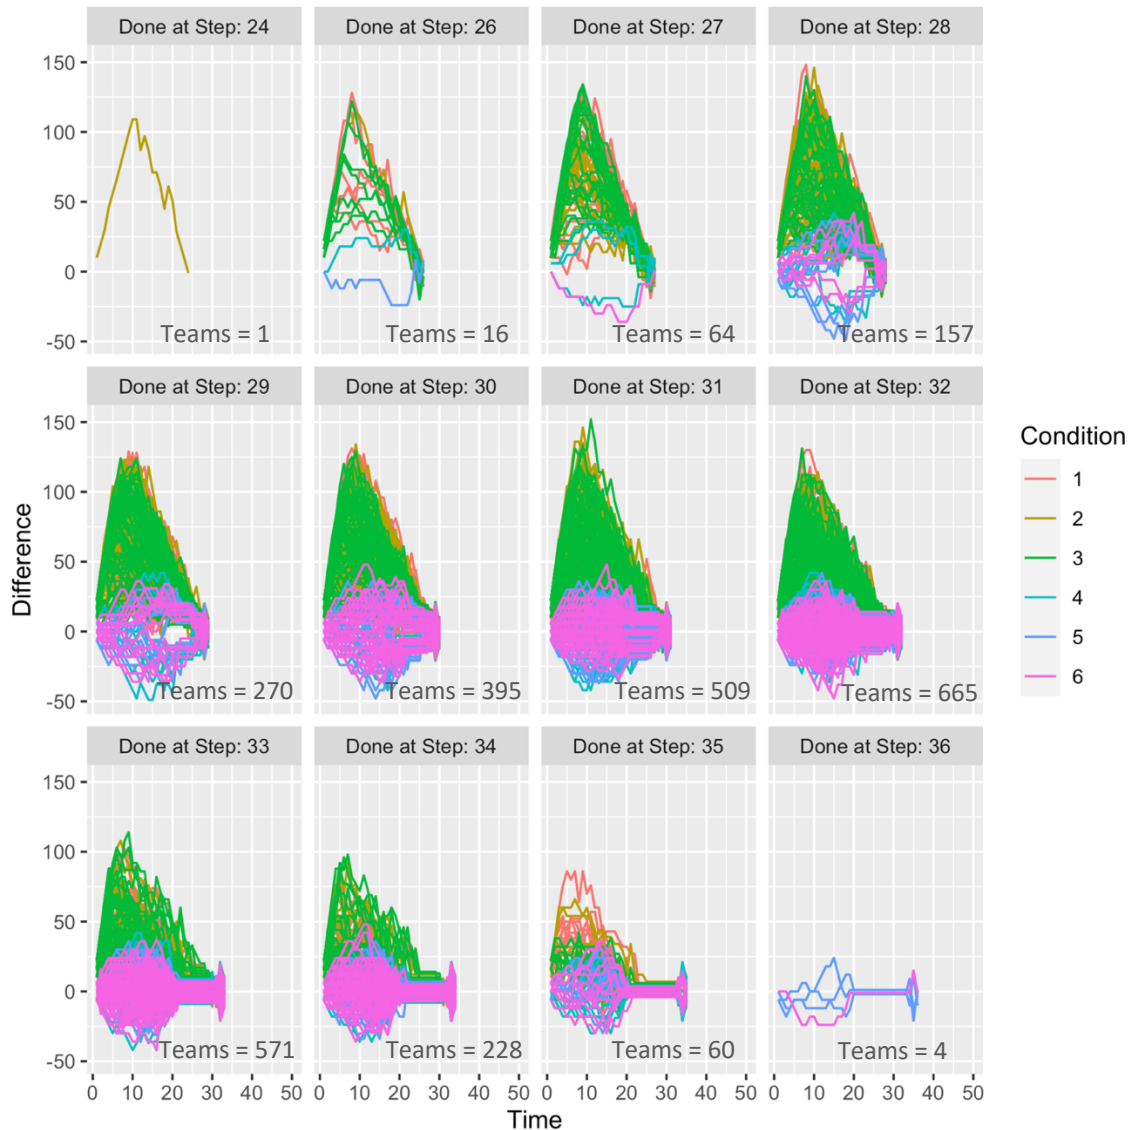 Done at Step: 24
Done at Step: 26
Done at Step: 27
Done at Step: 28
150
100
50
0
-50
Teams = 1
Teams = 16
Teams = 64
Teams = 157
Done at Step: 29
Done at Step: 30
Done at Step: 31
Done at Step: 32
150
100
50
0
-50
Teams = 270
Teams = 395
Teams = 509
Teams = 665
Difference
Done at Step: 33
Done at Step: 34
Done at Step: 35
Done at Step: 36
150
100
50
0
-50
Teams = 571
Teams = 228
Teams = 60
Teams = 4
0 10 20 30 40 50
0 10 20 30 40 50
0 10 20 30 40 50
0 10 20 30 40 50
Time
Condition
1
2
3
4
5
6